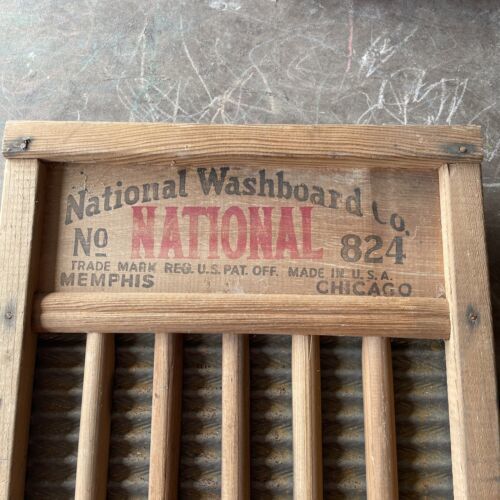 National Washboard Co.
No NATIONAL 824
TRADE MARK REG. U.S. PAT. OFF. MADE IN U.S.A.
MEMPHIS CHICAGO